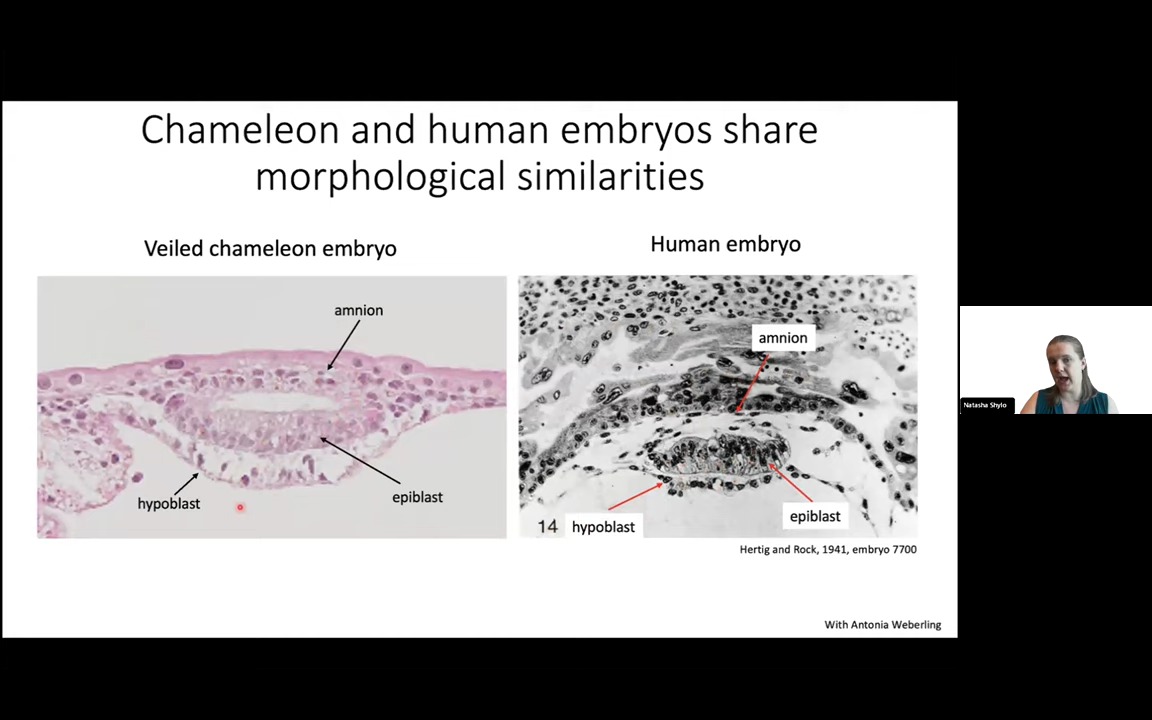 Chameleon and human embryos share
morphological similarities
Veiled chameleon embryo
Human embryo
amnion
hypoblast
epiblast
amnion
14
hypoblast
epiblast
Hertig and Rock, 1941, embryo 7700
With Antonia Weberling
Natasha Shylo